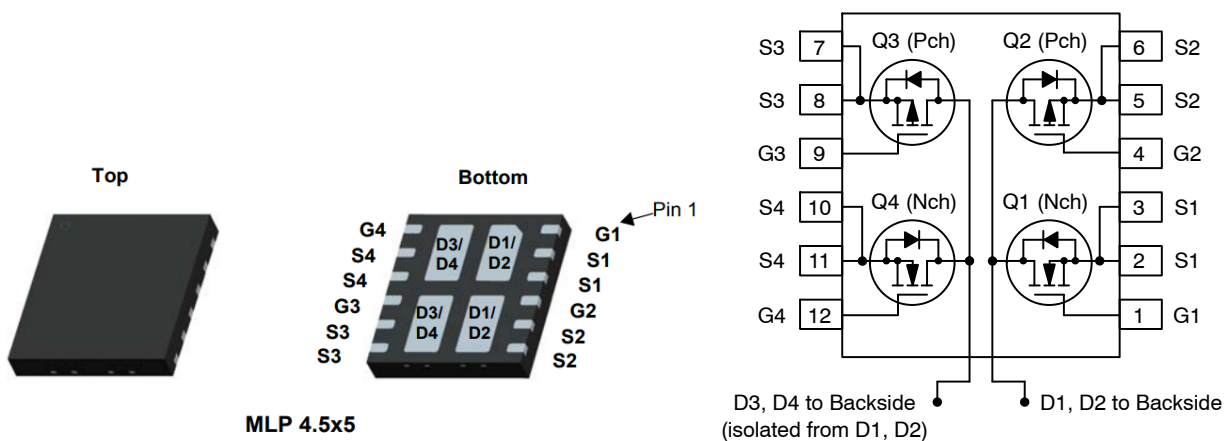 Top
Bottom
Pin 1
G4
S4
S4
G3
S3
S3
D3/
D4
D1/
D2
D3/
D4
D1/
D2
G1
S1
S1
G2
S2
S2
MLP 4.5x5
S3 7 Q3 (Pch) Q2 (Pch) 6 S2
S3 8 5 S2
G3 9 4 G2
S4 10 Q4 (Nch) Q1 (Nch) 3 S1
S4 11 2 S1
G4 12 1 G1
D3, D4 to Backside
(isolated from D1, D2)
D1, D2 to Backside